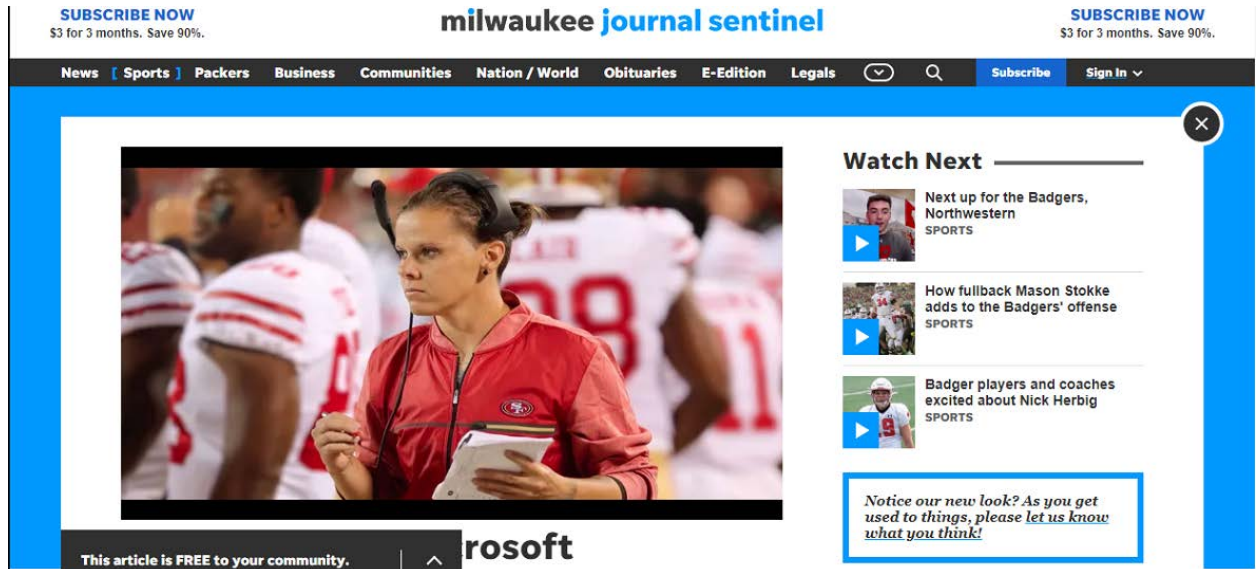 SUBSCRIBE NOW
$3 for 3 months. Save 90%.
milwaukee journal sentinel
SUBSCRIBE NOW
$3 for 3 months. Save 90%.
News [ Sports ] Packers Business Communities Nation / World Obituaries E-Edition Legals Subscribe Sign In
Watch Next
Next up for the Badgers,
Northwestern
SPORTS
How fullback Mason Stokke
adds to the Badgers' offense
SPORTS
Badger players and coaches
excited about Nick Herbig
SPORTS
Notice our new look? As you get
used to things, please let us know
what you think!
rosoft
This article is FREE to your community.